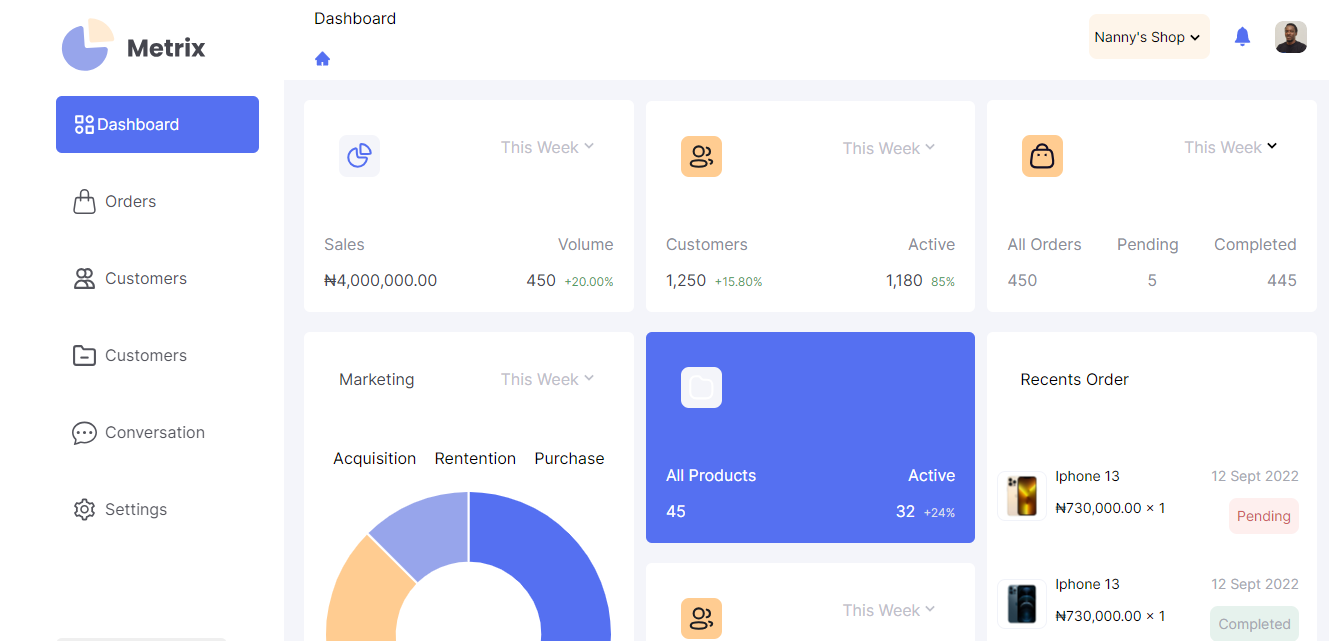 Metrix
Dashboard
Orders
Customers
Customers
Conversation
Settings
Dashboard
Nanny's Shop
This Week
Sales Volume
₦4,000,000.00 450 +20.00%
This Week
Customers Active
1,250 +15.80% 1,180 85%
This Week
All Orders Pending Completed
450 5 445
Marketing This Week
Acquisition Rentention Purchase
All Products Active
45 32 +24%
This Week
Recents Order
Iphone 13 12 Sept 2022
₦730,000.00 × 1 Pending
Iphone 13 12 Sept 2022
₦730,000.00 × 1 Completed